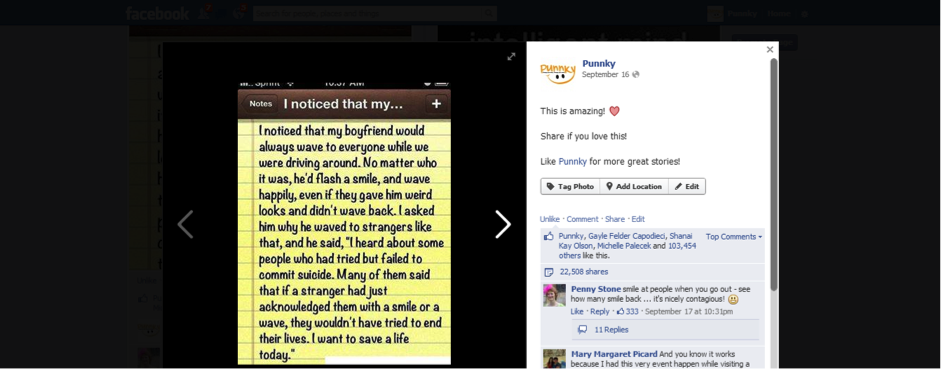 facebook
Punnky
Punnky
September 16
This is amazing!
Share if you love this!
Like Punnky for more great stories!
Tag Photo
Add Location
Edit
Unlike · Comment · Share · Edit
Punnky, Gayle Felder Capodieci, Shanai
Kay Olson, Michelle Palecek and 103,454
others like this.
Top Comments
22,508 shares
Penny Stone smile at people when you go out - see
how many smile back ... it's nicely contagious!
Like · Reply · 333 · September 17 at 10:31pm
11 Replies
Mary Margaret Picard And you know it works
because I had this very event happen while visiting a
Notes
I noticed that my...
+
I noticed that my boyfriend would
always wave to everyone while we
were driving around. No matter who
it was, he'd flash a smile, and wave
happily, even if they gave him weird
looks and didn't wave back. I asked
him why he waved to strangers like
that, and he said, "I heard about some
people who had tried but failed to
commit suicide. Many of them said
that if a stranger had just
acknowledged them with a smile or a
wave, they wouldn't have tried to end
their lives. I want to save a life
today."